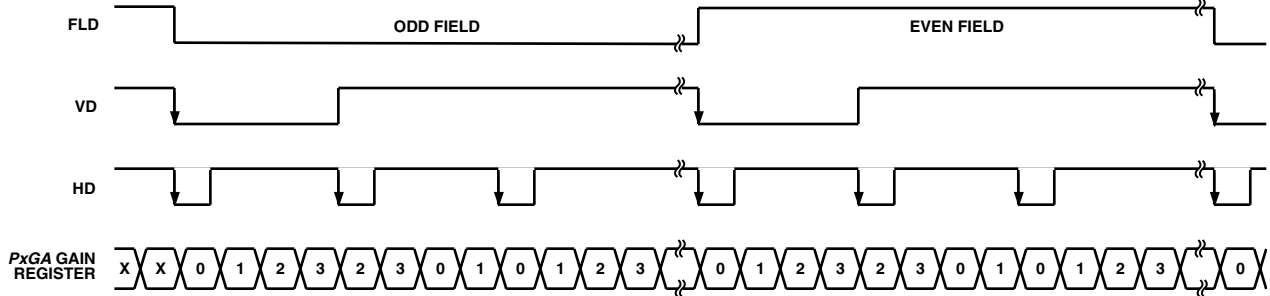 FLD
ODD FIELD
EVEN FIELD
VD
HD
PxGA GAIN
REGISTER
X X 0 1 2 3 2 3 0 1 0 1 2 3 0 1 2 3 2 3 0 1 0 1 2 3 0